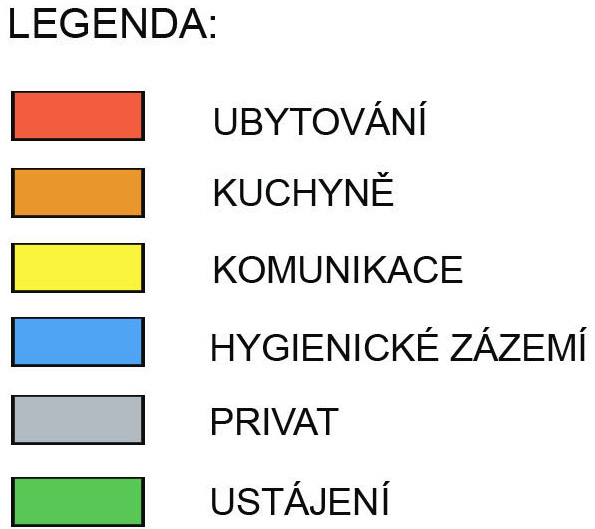 LEGENDA:
UBYTOVÁNÍ
KUCHYNĚ
KOMUNIKACE
HYGIENICKÉ ZÁZEMÍ
PRIVAT
USTÁJENÍ